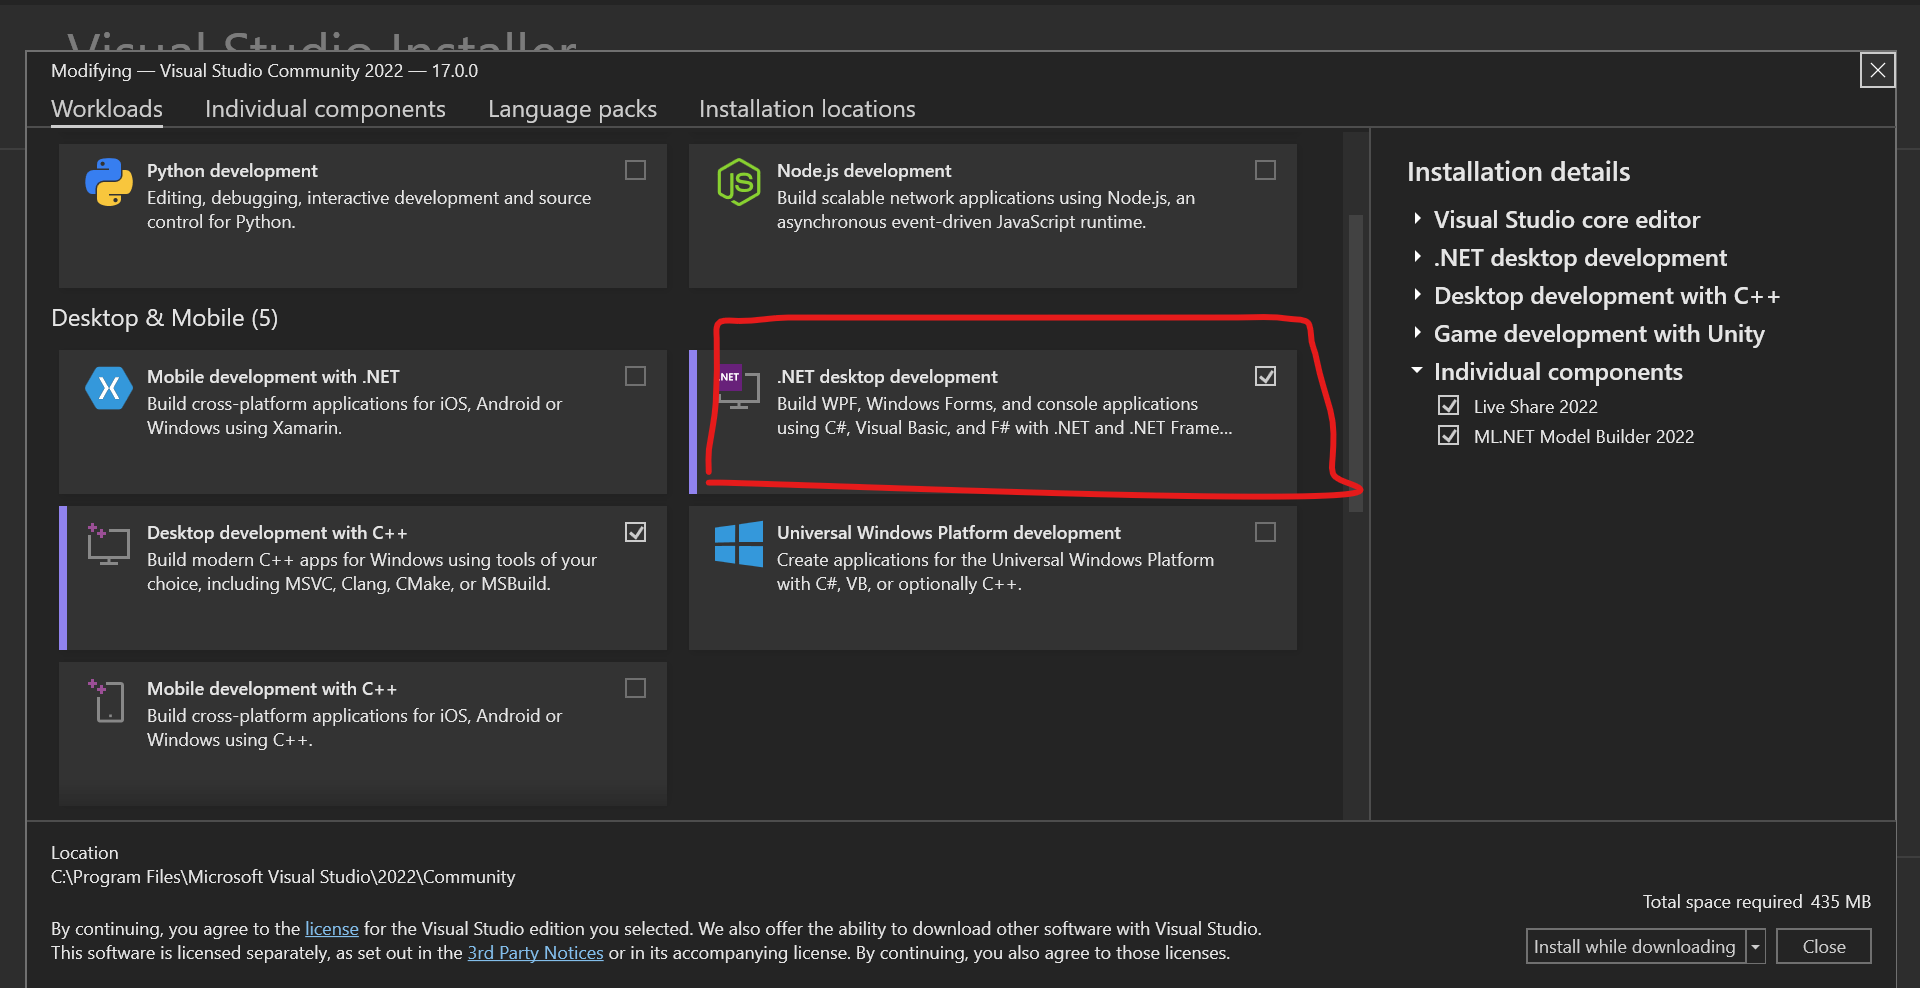 Visual Studio Installer
Modifying — Visual Studio Community 2022 — 17.0.0
Workloads Individual components Language packs Installation locations
Python development
Editing, debugging, interactive development and source
control for Python.
JS
Node.js development
Build scalable network applications using Node.js, an
asynchronous event-driven JavaScript runtime.
Desktop & Mobile (5)
Mobile development with .NET
Build cross-platform applications for iOS, Android or
Windows using Xamarin.
.NET
.NET desktop development
Build WPF, Windows Forms, and console applications
using C#, Visual Basic, and F# with .NET and .NET Frame...
Desktop development with C++
Build modern C++ apps for Windows using tools of your
choice, including MSVC, Clang, CMake, or MSBuild.
Universal Windows Platform development
Create applications for the Universal Windows Platform
with C#, VB, or optionally C++.
Mobile development with C++
Build cross-platform applications for iOS, Android or
Windows using C++.
Installation details
Visual Studio core editor
.NET desktop development
Desktop development with C++
Game development with Unity
Individual components
Live Share 2022
ML.NET Model Builder 2022
Location
C:\Program Files\Microsoft Visual Studio\2022\Community
By continuing, you agree to the license for the Visual Studio edition you selected. We also offer the ability to download other software with Visual Studio.
This software is licensed separately, as set out in the 3rd Party Notices or in its accompanying license. By continuing, you also agree to those licenses.
Total space required 435 MB
Install while downloading
Close